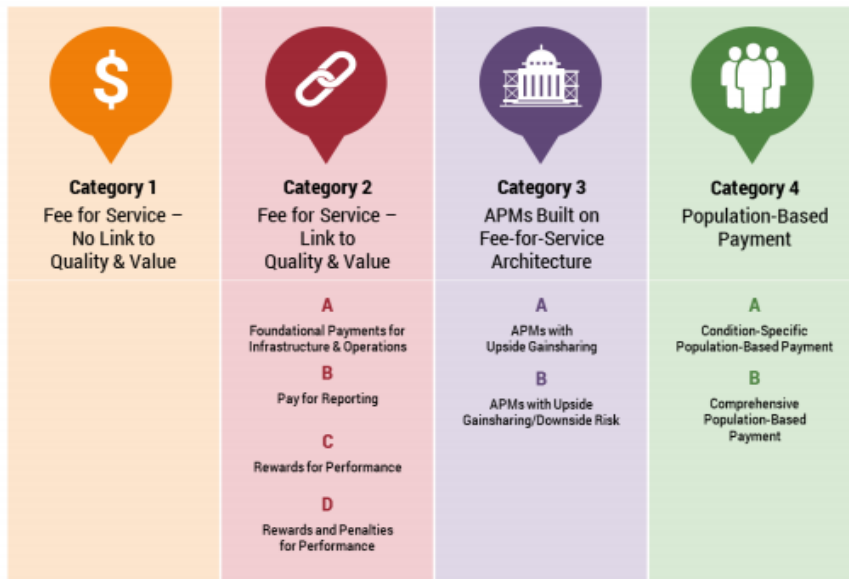 $
Category 1
Fee for Service –
No Link to
Quality & Value
Category 2
Fee for Service –
Link to
Quality & Value
A
Foundational Payments for
Infrastructure & Operations
B
Pay for Reporting
C
Rewards for Performance
D
Rewards and Penalties
for Performance
Category 3
APMs Built on
Fee-for-Service
Architecture
A
APMs with
Upside Gainsharing
B
APMs with Upside
Gainsharing/Downside Risk
Category 4
Population-Based
Payment
A
Condition-Specific
Population-Based Payment
B
Comprehensive
Population-Based
Payment